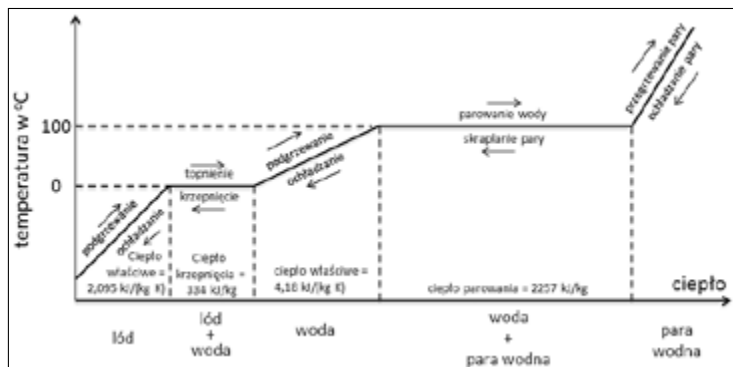 temperatura w °C
100
0
podgrzewanie
ochładzanie
topnienie
krzepnięcie
podgrzewanie
ochładzanie
parowanie wody
skraplanie pary
przegrzewanie pary
ochładzanie pary
Ciepło
właściwe =
2,095 kJ/(kg K)
Ciepło
krzepnięcia =
334 kJ/kg
ciepło właściwe =
4,18 kJ/(kg K)
ciepło parowania = 2257 kJ/kg
ciepło
lód
lód
+
woda
woda
woda
+
para wodna
para
wodna